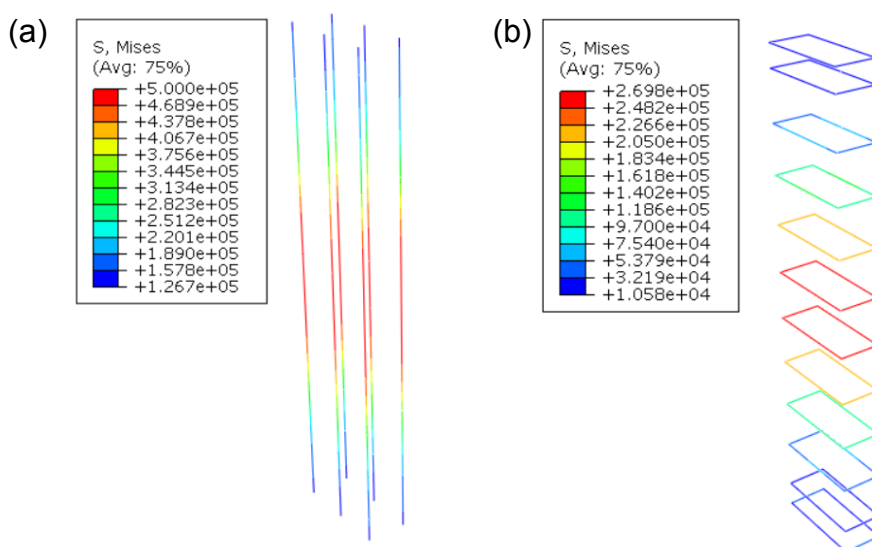 (a)
S, Mises
(Avg: 75%)
+5.000e+05
+4.689e+05
+4.378e+05
+4.067e+05
+3.756e+05
+3.445e+05
+3.134e+05
+2.823e+05
+2.512e+05
+2.201e+05
+1.890e+05
+1.578e+05
+1.267e+05
(b)
S, Mises
(Avg: 75%)
+2.698e+05
+2.482e+05
+2.266e+05
+2.050e+05
+1.834e+05
+1.618e+05
+1.402e+05
+1.186e+05
+9.700e+04
+7.540e+04
+5.379e+04
+3.219e+04
+1.058e+04